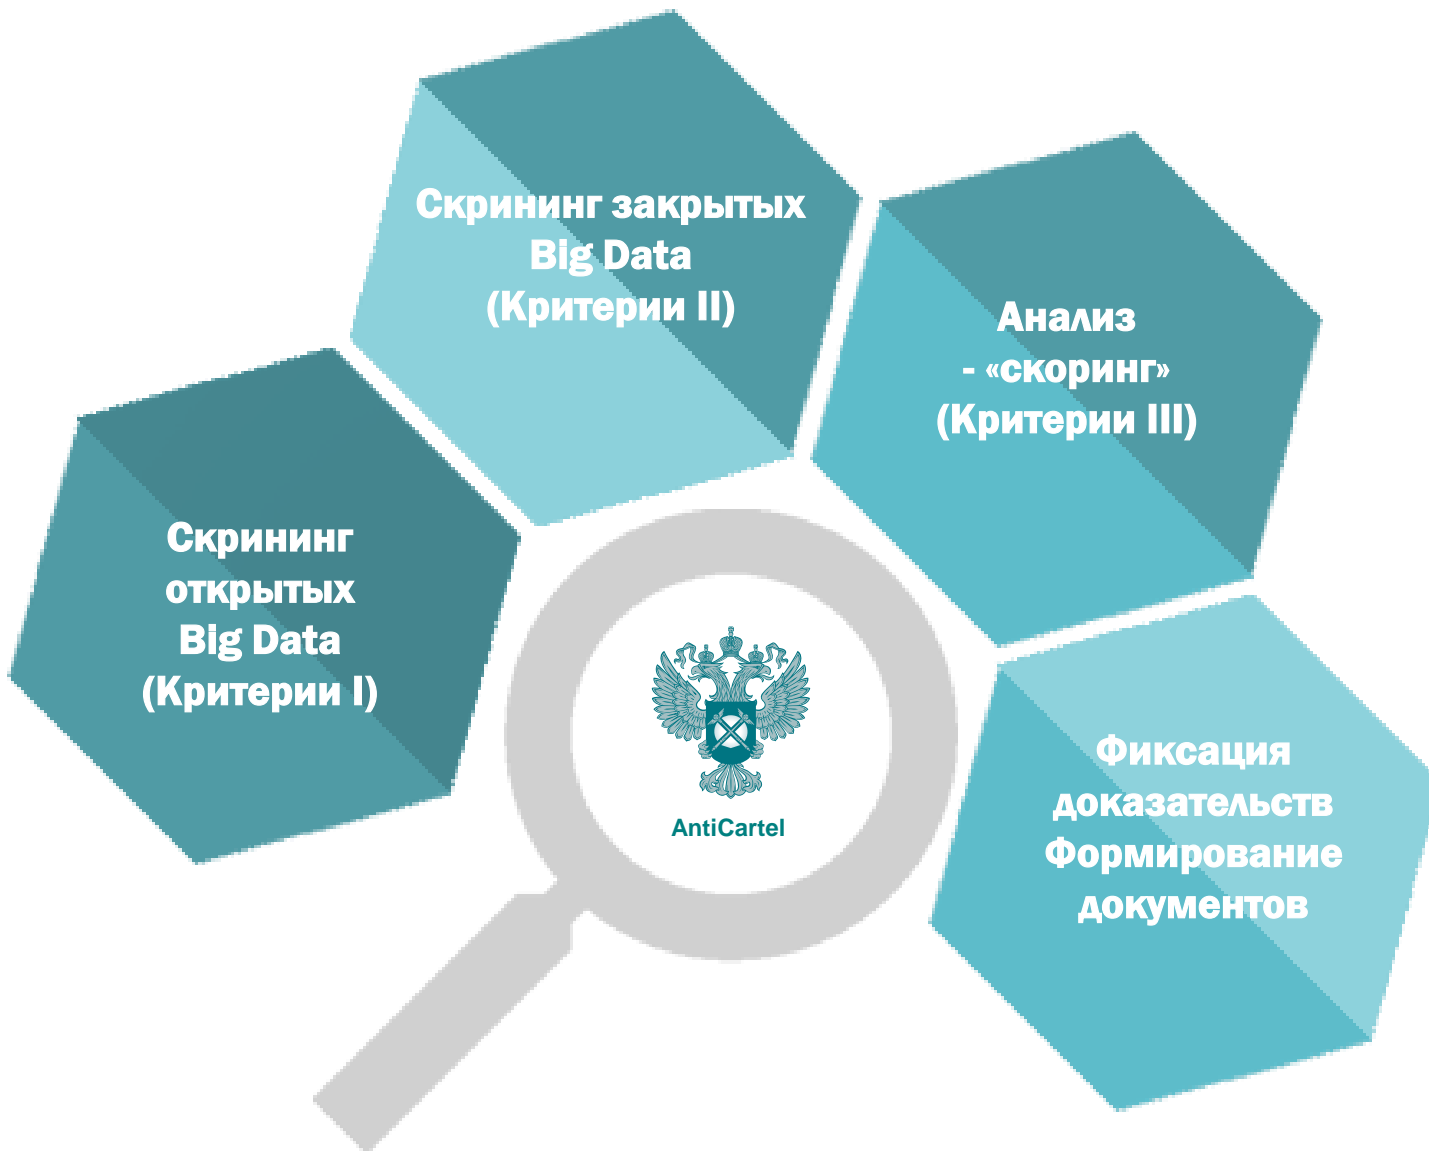 Скрининг закрытых
Big Data
(Критерии II)
Анализ
- «скоринг»
(Критерии III)
Скрининг
открытых
Big Data
(Критерии I)
AntiCartel
Фиксация
доказательств
Формирование
документов